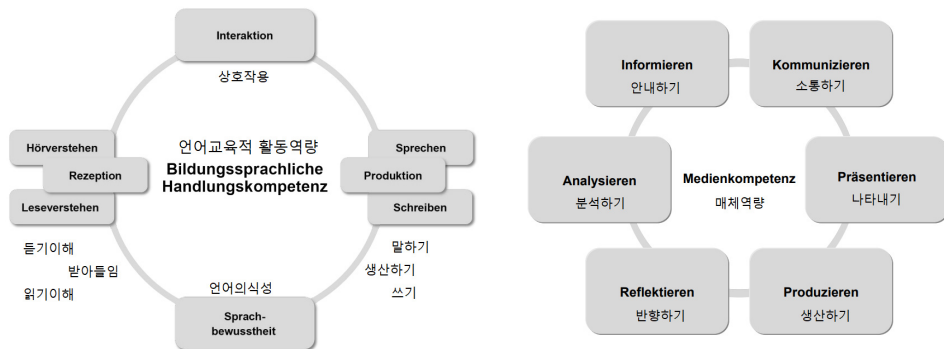 Interaktion
상호작용
Hörverstehen
Rezeption
Leseverstehen
듣기이해
받아들임
읽기이해
언어교육적 활동역량
Bildungssprachliche
Handlungskompetenz
Sprechen
Produktion
Schreiben
말하기
생산하기
쓰기
언어의식성
Sprach-
bewusstheit
Informieren
안내하기
Kommunizieren
소통하기
Analysieren
분석하기
Medienkompetenz
매체역량
Präsentieren
나타내기
Reflektieren
반향하기
Produzieren
생산하기